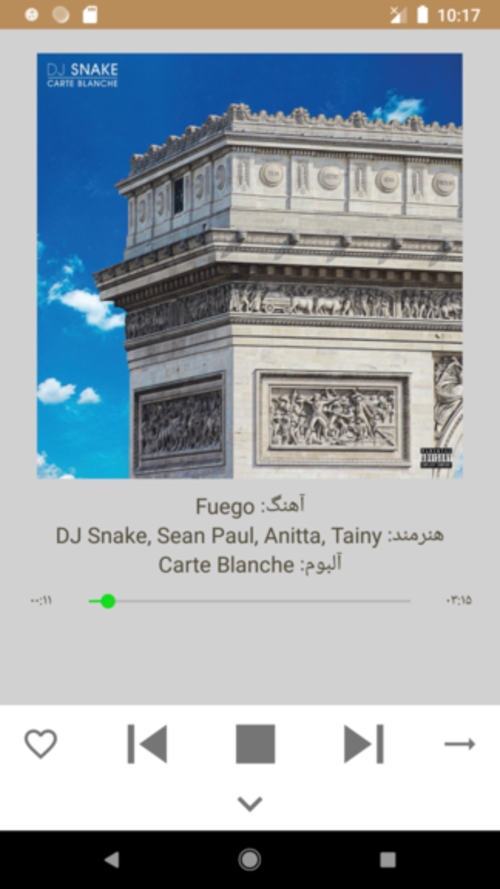 10:17
DJ SNAKE
CARTE BLANCHE
آهنگ: Fuego
هنرمند: DJ Snake, Sean Paul, Anitta, Tainy
آلبوم: Carte Blanche
۰۰:۱۱
۰۳:۱۵